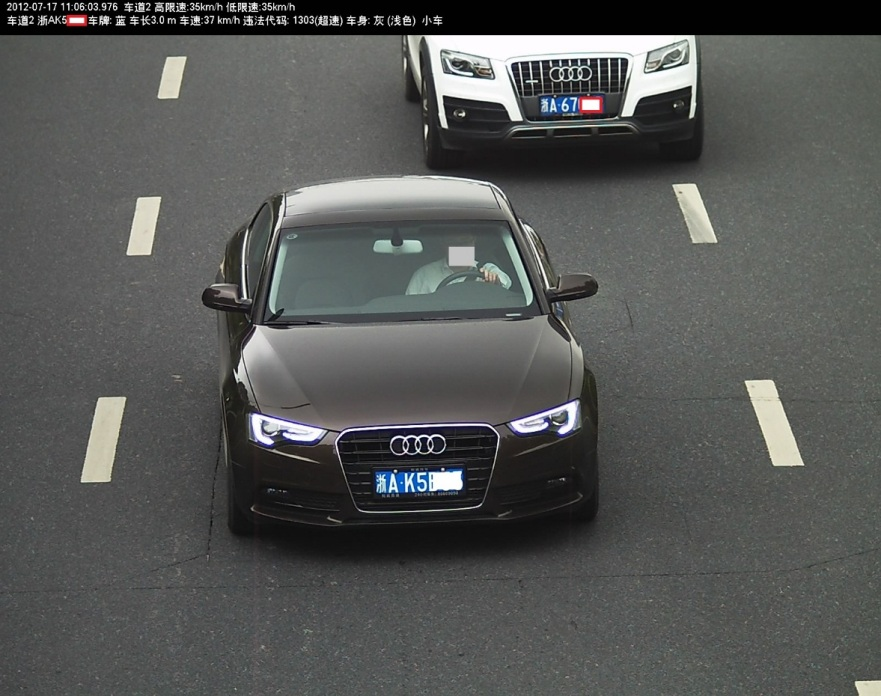 2012-07-17 11:06:03.976 车道2 高限速:35km/h 低限速:35km/h
车道2 浙AK5 车牌: 蓝 车长3.0 m 车速:37 km/h 违法代码: 1303(超速) 车身: 灰 (浅色) 小车
浙A·67
浙A·K5